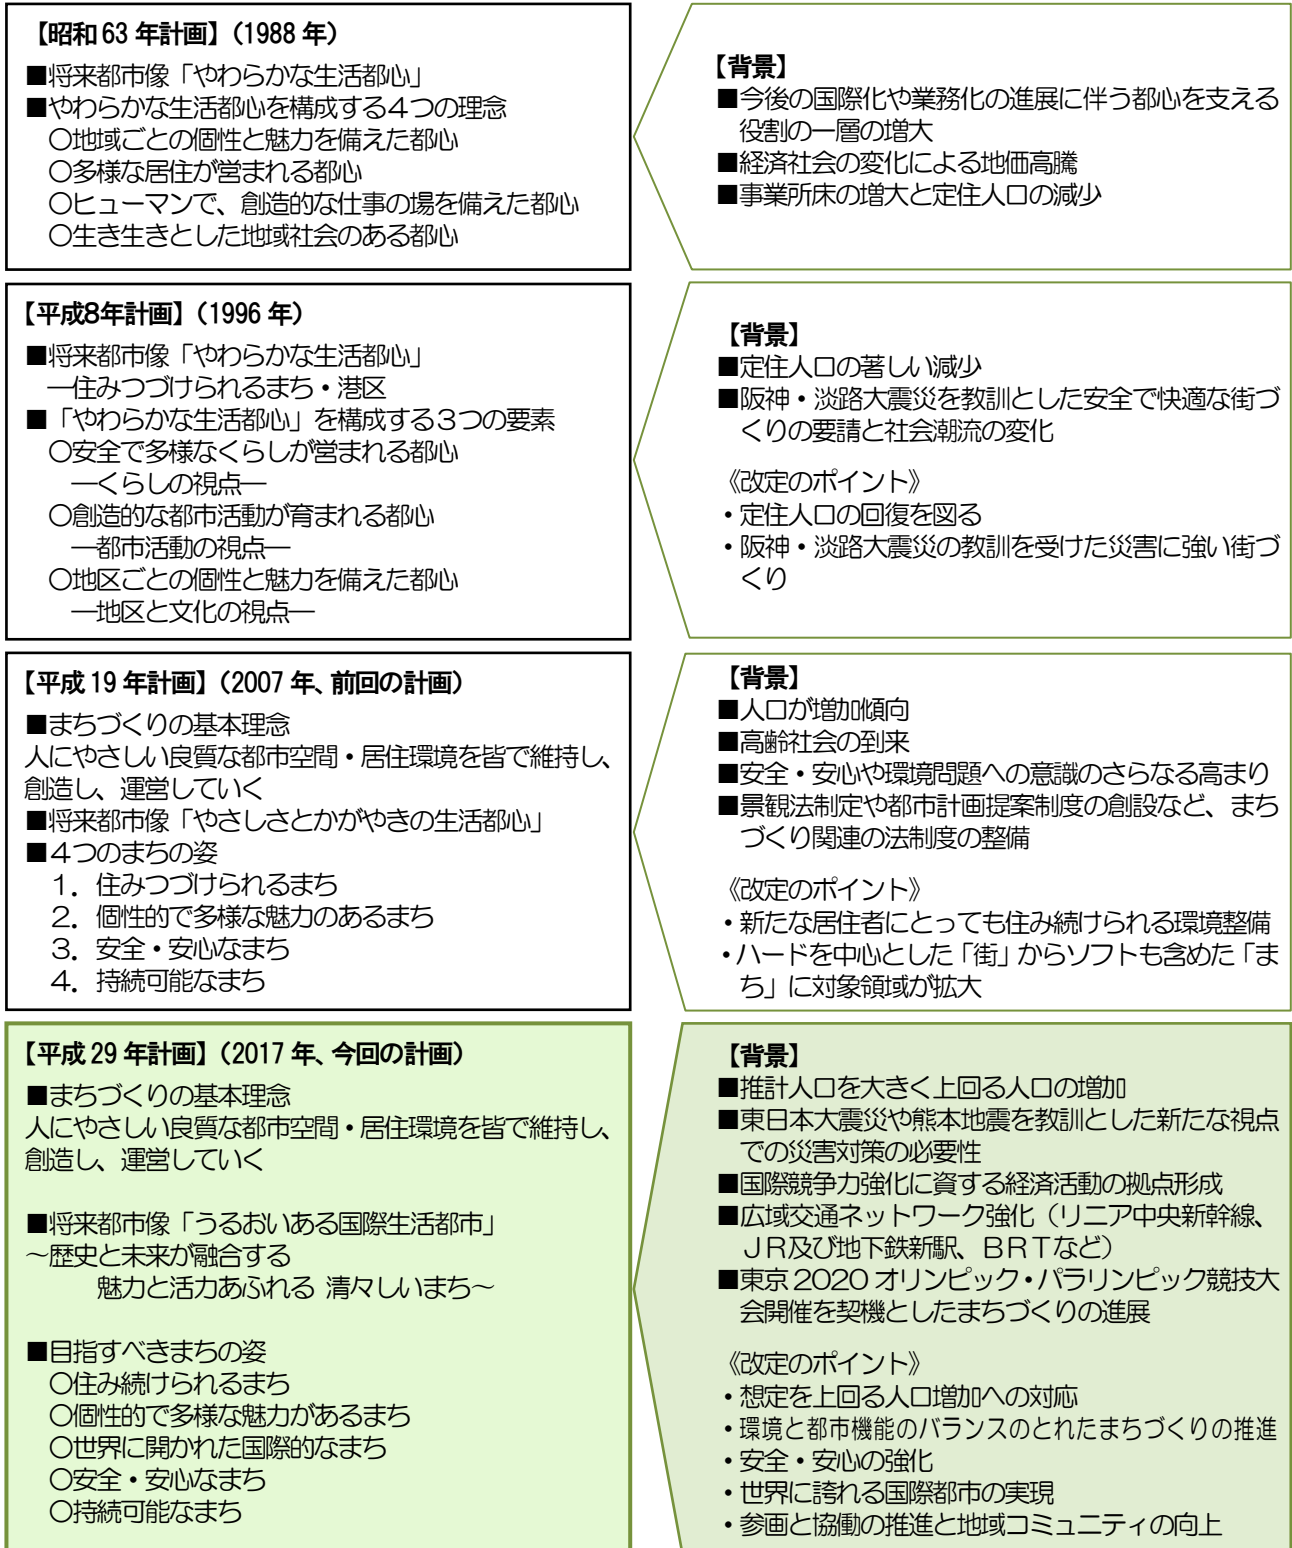 【昭和 63 年計画】（1988 年）
■将来都市像「やわらかな生活都心」
■やわらかな生活都心を構成する４つの理念
○地域ごとの個性と魅力を備えた都心
○多様な居住が営まれる都心
○ヒューマンで、創造的な仕事の場を備えた都心
○生き生きとした地域社会のある都心
【背景】
■今後の国際化や業務化の進展に伴う都心を支える
役割の一層の増大
■経済社会の変化による地価高騰
■事業所床の増大と定住人口の減少
【平成８年計画】（1996 年）
■将来都市像「やわらかな生活都心」
―住みつづけられるまち・港区
■「やわらかな生活都心」を構成する３つの要素
○安全で多様なくらしが営まれる都心
―くらしの視点―
○創造的な都市活動が育まれる都心
―都市活動の視点―
○地区ごとの個性と魅力を備えた都心
―地区と文化の視点―
【背景】
■定住人口の著しい減少
■阪神・淡路大震災を教訓とした安全で快適な街づ
くりの要請と社会潮流の変化
《改定のポイント》
・定住人口の回復を図る
・阪神・淡路大震災の教訓を受けた災害に強い街づ
くり
【平成 19 年計画】（2007 年、前回の計画）
■まちづくりの基本理念
人にやさしい良質な都市空間・居住環境を皆で維持し、
創造し、運営していく
■将来都市像「やさしさとかがやきの生活都心」
■４つのまちの姿
１．住みつづけられるまち
２．個性的で多様な魅力のあるまち
３．安全・安心なまち
４．持続可能なまち
【背景】
■人口が増加傾向
■高齢社会の到来
■安全・安心や環境問題への意識のさらなる高まり
■景観法制定や都市計画提案制度の創設など、まち
づくり関連の法制度の整備
《改定のポイント》
・新たな居住者にとっても住み続けられる環境整備
・ハードを中心とした「街」からソフトも含めた「ま
ち」に対象領域が拡大
【平成 29 年計画】（2017 年、今回の計画）
■まちづくりの基本理念
人にやさしい良質な都市空間・居住環境を皆で維持し、
創造し、運営していく
■将来都市像「うるおいある国際生活都市」
～歴史と未来が融合する
魅力と活力あふれる 清々しいまち～
■目指すべきまちの姿
○住み続けられるまち
○個性的で多様な魅力があるまち
○世界に開かれた国際的なまち
○安全・安心なまち
○持続可能なまち
【背景】
■推計人口を大きく上回る人口の増加
■東日本大震災や熊本地震を教訓とした新たな視点
での災害対策の必要性
■国際競争力強化に資する経済活動の拠点形成
■広域交通ネットワーク強化（リニア中央新幹線、
ＪＲ及び地下鉄新駅、ＢＲＴなど）
■東京 2020 オリンピック・パラリンピック競技大
会開催を契機としたまちづくりの進展
《改定のポイント》
・想定を上回る人口増加への対応
・環境と都市機能のバランスのとれたまちづくりの推進
・安全・安心の強化
・世界に誇れる国際都市の実現
・参画と協働の推進と地域コミュニティの向上